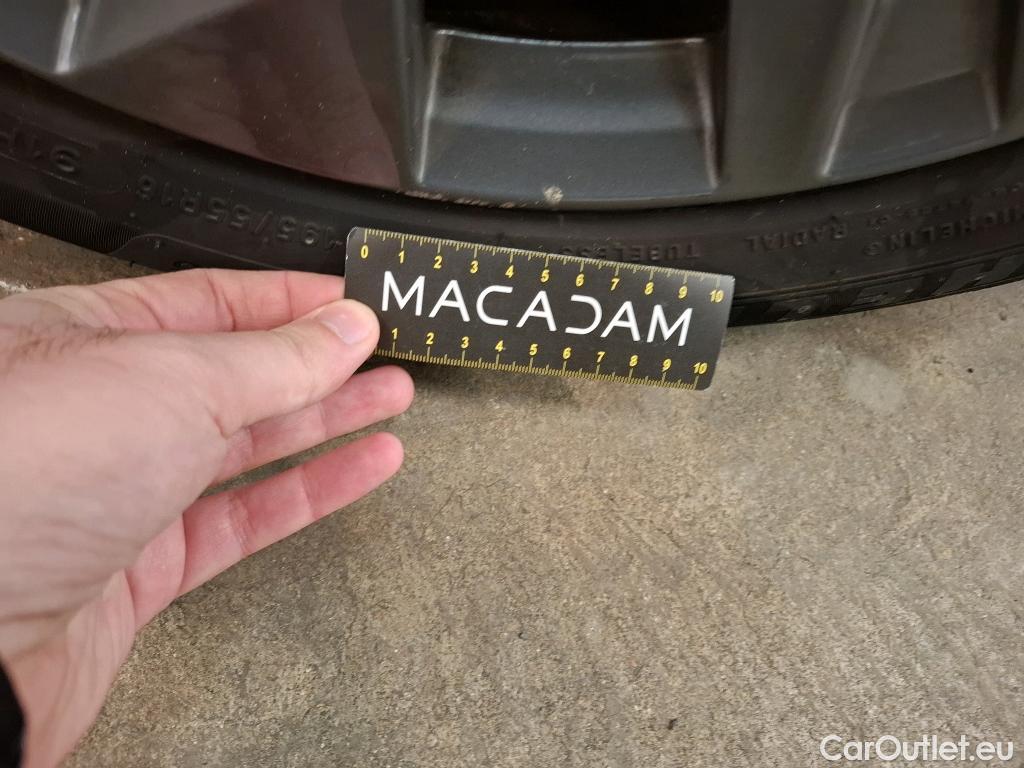 91H
195/55R16
TUBELESS
RADIAL
MICHELIN
0 1 2 3 4 5 6 7 8 9 10
MACADAM
1 2 3 4 5 6 7 8 9 10
CarOutlet.eu